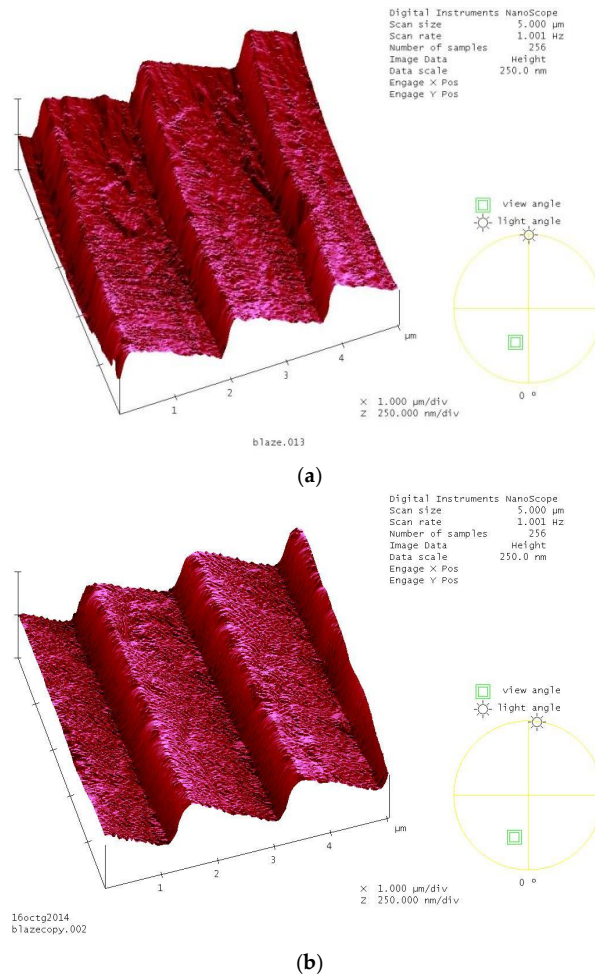 Digital Instruments NanoScope
Scan size 5.000 µm
Scan rate 1.001 Hz
Number of samples 256
Image Data Height
Data scale 250.0 nm
Engage X Pos
Engage Y Pos
view angle
light angle
0 º
1
2
3
4
µm
X 1.000 µm/div
Z 250.000 nm/div
blaze.013
(a)
Digital Instruments NanoScope
Scan size 5.000 µm
Scan rate 1.001 Hz
Number of samples 256
Image Data Height
Data scale 250.0 nm
Engage X Pos
Engage Y Pos
view angle
light angle
0 º
1
2
3
4
µm
X 1.000 µm/div
Z 250.000 nm/div
16octg2014
blazecopy.002
(b)